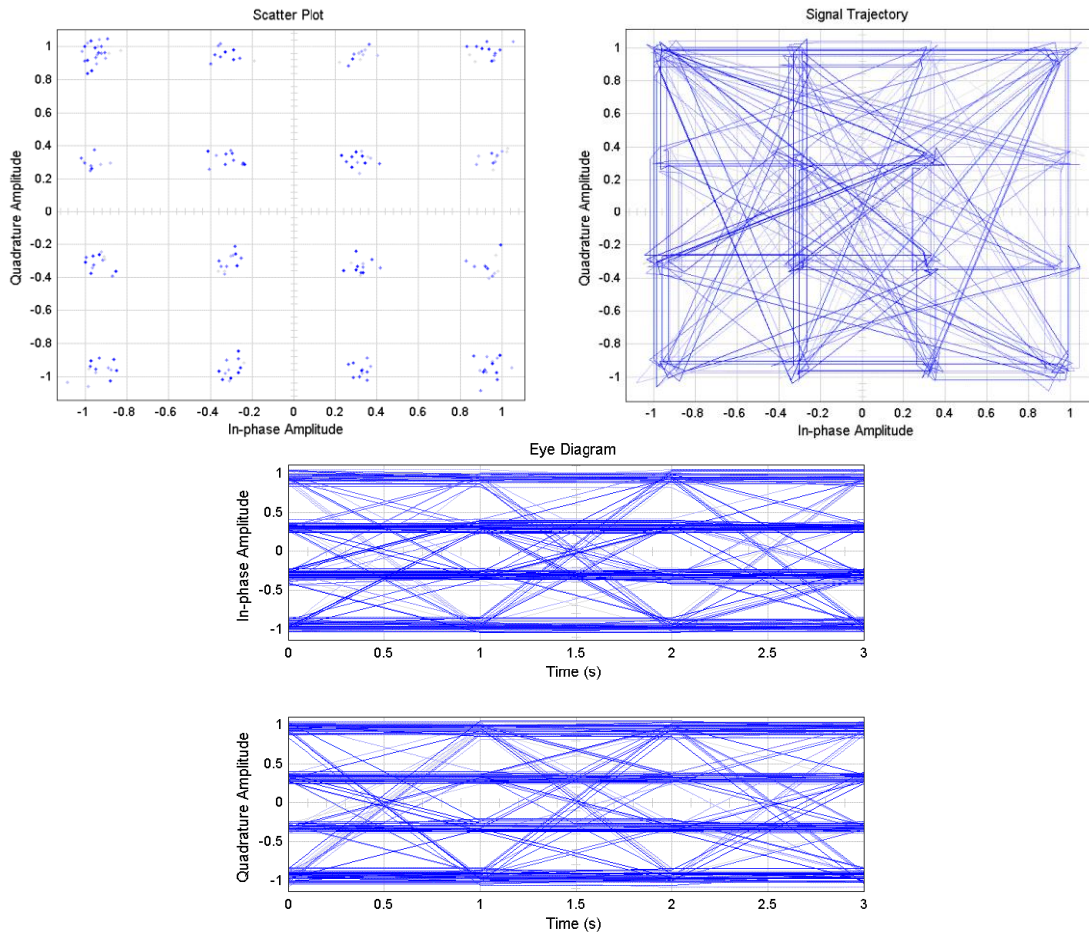 Scatter Plot
Quadrature Amplitude
1
0.8
0.6
0.4
0.2
0
-0.2
-0.4
-0.6
-0.8
-1
-1 -0.8 -0.6 -0.4 -0.2 0 0.2 0.4 0.6 0.8 1
In-phase Amplitude
Signal Trajectory
Quadrature Amplitude
1
0.8
0.6
0.4
0.2
0
-0.2
-0.4
-0.6
-0.8
-1
-1 -0.8 -0.6 -0.4 -0.2 0 0.2 0.4 0.6 0.8 1
In-phase Amplitude
Eye Diagram
In-phase Amplitude
1
0.5
0
-0.5
-1
0 0.5 1 1.5 2 2.5 3
Time (s)
Quadrature Amplitude
1
0.5
0
-0.5
-1
0 0.5 1 1.5 2 2.5 3
Time (s)